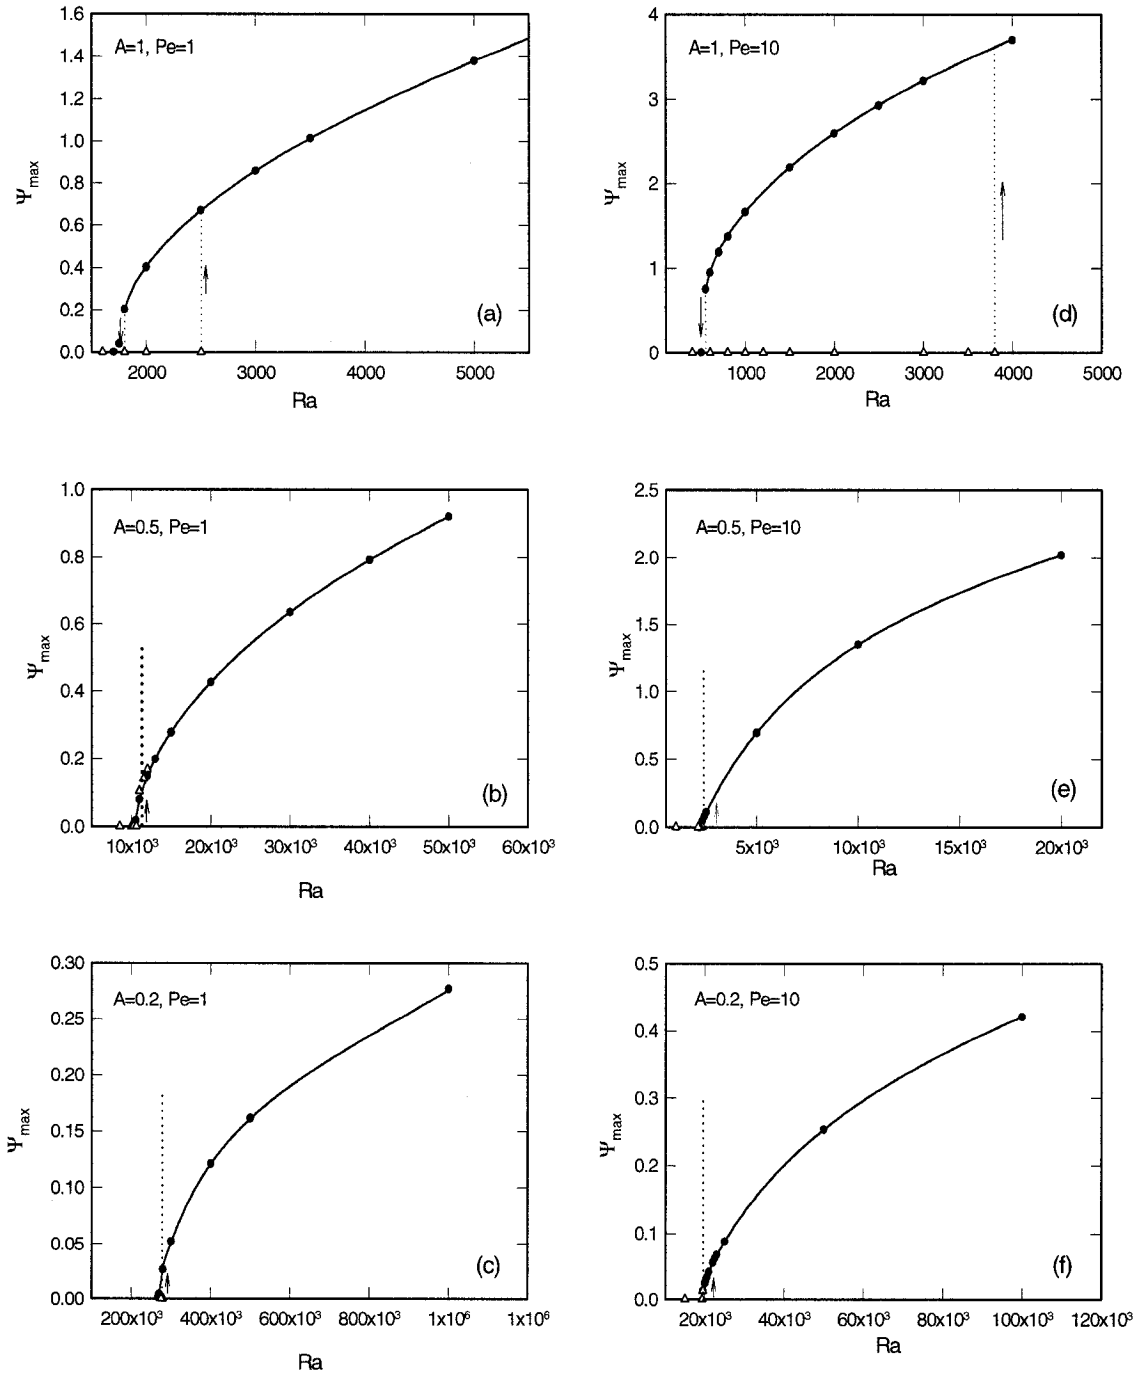 1.6
1.4
1.2
1.0
0.8
0.6
0.4
0.2
0.0
Ψmax
A=1, Pe=1
(a)
2000 3000 4000 5000
Ra
4
3
2
1
0
Ψmax
A=1, Pe=10
(d)
1000 2000 3000 4000 5000
Ra
1.0
0.8
0.6
0.4
0.2
0.0
Ψmax
A=0.5, Pe=1
(b)
10x10³ 20x10³ 30x10³ 40x10³ 50x10³ 60x10³
Ra
2.5
2.0
1.5
1.0
0.5
0.0
Ψmax
A=0.5, Pe=10
(e)
5x10³ 10x10³ 15x10³ 20x10³
Ra
0.30
0.25
0.20
0.15
0.10
0.05
0.00
Ψmax
A=0.2, Pe=1
(c)
200x10³ 400x10³ 600x10³ 800x10³ 1x10⁶ 1x10⁶
Ra
0.5
0.4
0.3
0.2
0.1
0.0
Ψmax
A=0.2, Pe=10
(f)
20x10³ 40x10³ 60x10³ 80x10³ 100x10³ 120x10³
Ra